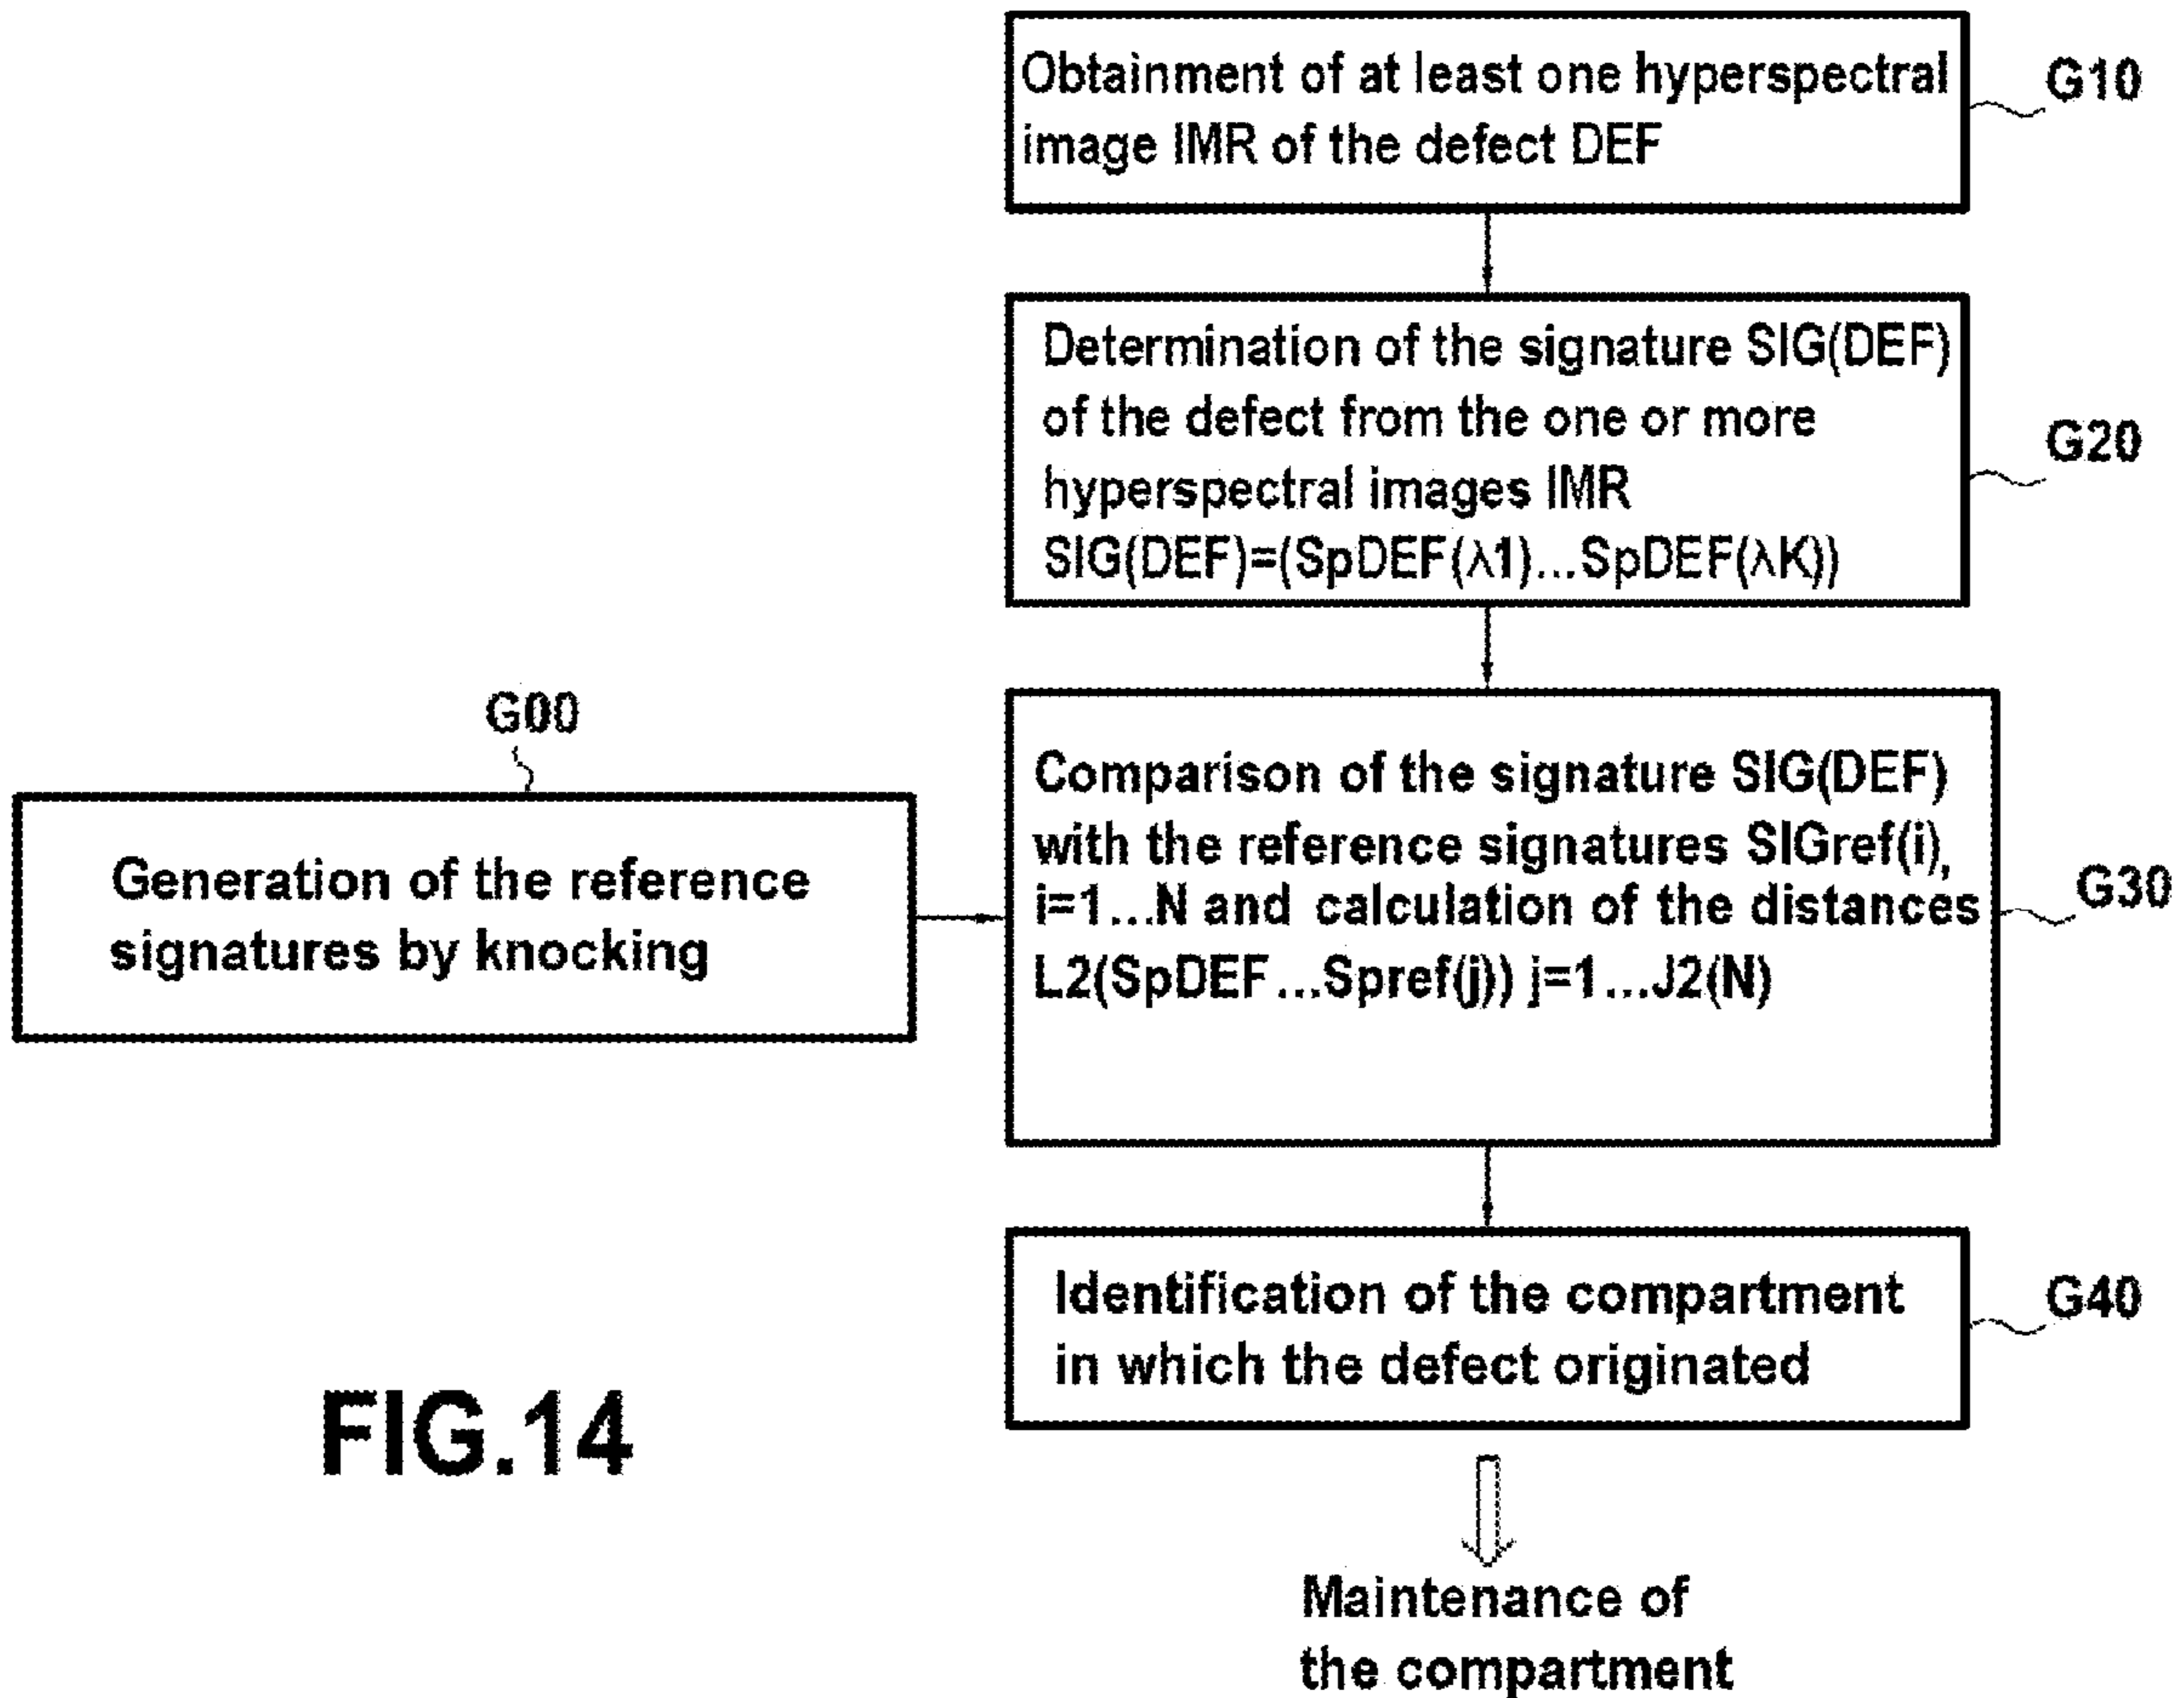 Obtainment of at least one hyperspectral
image IMR of the defect DEF
G10
Determination of the signature SIG(DEF)
of the defect from the one or more
hyperspectral images IMR
SIG(DEF)=(SpDEF(λ1)...SpDEF(λK))
G20
G00
Generation of the reference
signatures by knocking
Comparison of the signature SIG(DEF)
with the reference signatures SIGref(i),
i=1...N and calculation of the distances
L2(SpDEF...Spref(j)) j=1...J2(N)
G30
Identification of the compartment
in which the defect originated
G40
FIG.14
Maintenance of
the compartment